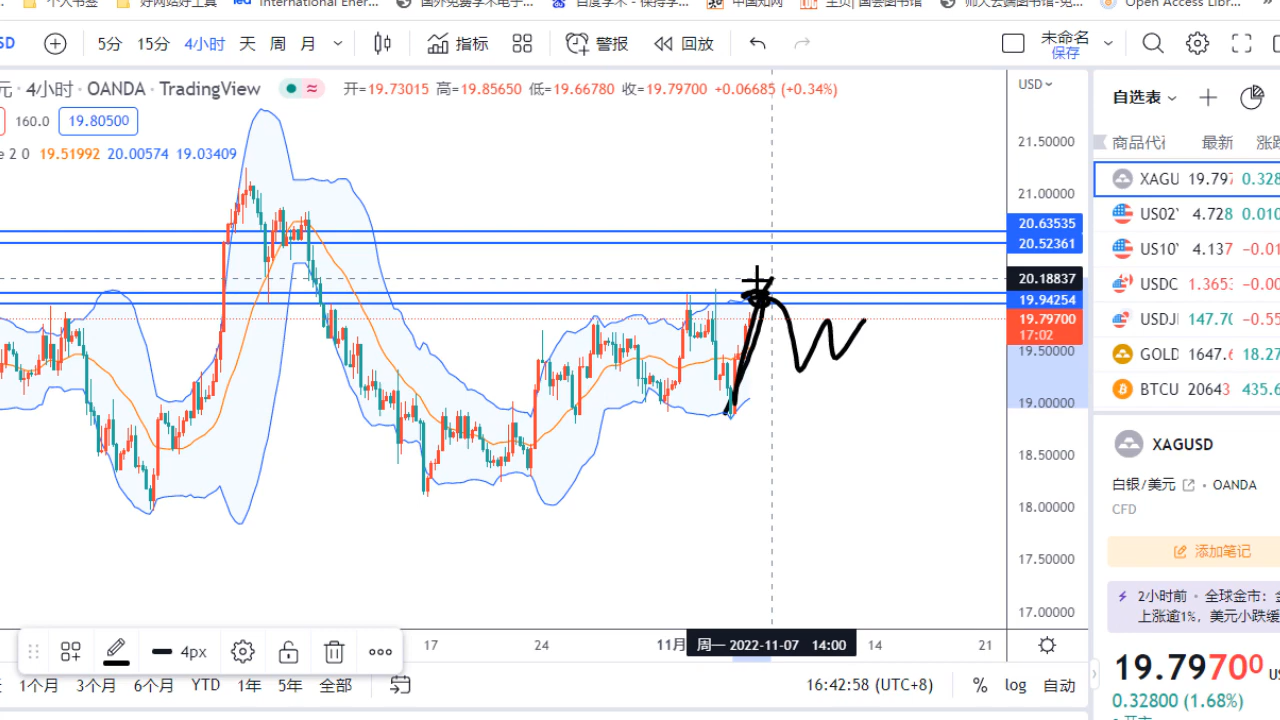 个人书签 好网站好工具 International Ener... 国外免费学术电子... 百度学术 - 保持学... 中国知网 主页|国会图书馆 师大云端图书馆-免... Open Access Libr...
SD 5分 15分 4小时 天 周 月 指标 警报 回放 未命名
保存
元 · 4小时 · OANDA · TradingView 开=19.73015 高=19.85650 低=19.66780 收=19.79700 +0.06685 (+0.34%) USD
160.0 19.80500
e 2 0 19.51992 20.00574 19.03409
21.50000
21.00000
20.63535
20.52361
20.18837
19.94254
19.79700
17:02
19.50000
19.00000
18.50000
18.00000
17.50000
17.00000
自选表
商品代 最新 涨跌
XAGU 19.797 0.328
US02Y 4.728 0.010
US10Y 4.137 −0.01
USDC 1.3653 −0.00
USDJ 147.70 −0.55
GOLD 1647.6 18.27
BTCU 20643 435.6
XAGUSD
白银/美元 · OANDA
CFD
添加笔记
2小时前 · 全球金市：金
上涨逾1%，美元小跌缓
19.79700 US
0.32800 (1.68%)
4px
17 24 11月 周一 2022-11-07 14:00 14 21
1个月 3个月 6个月 YTD 1年 5年 全部 16:42:58 (UTC+8) % log 自动